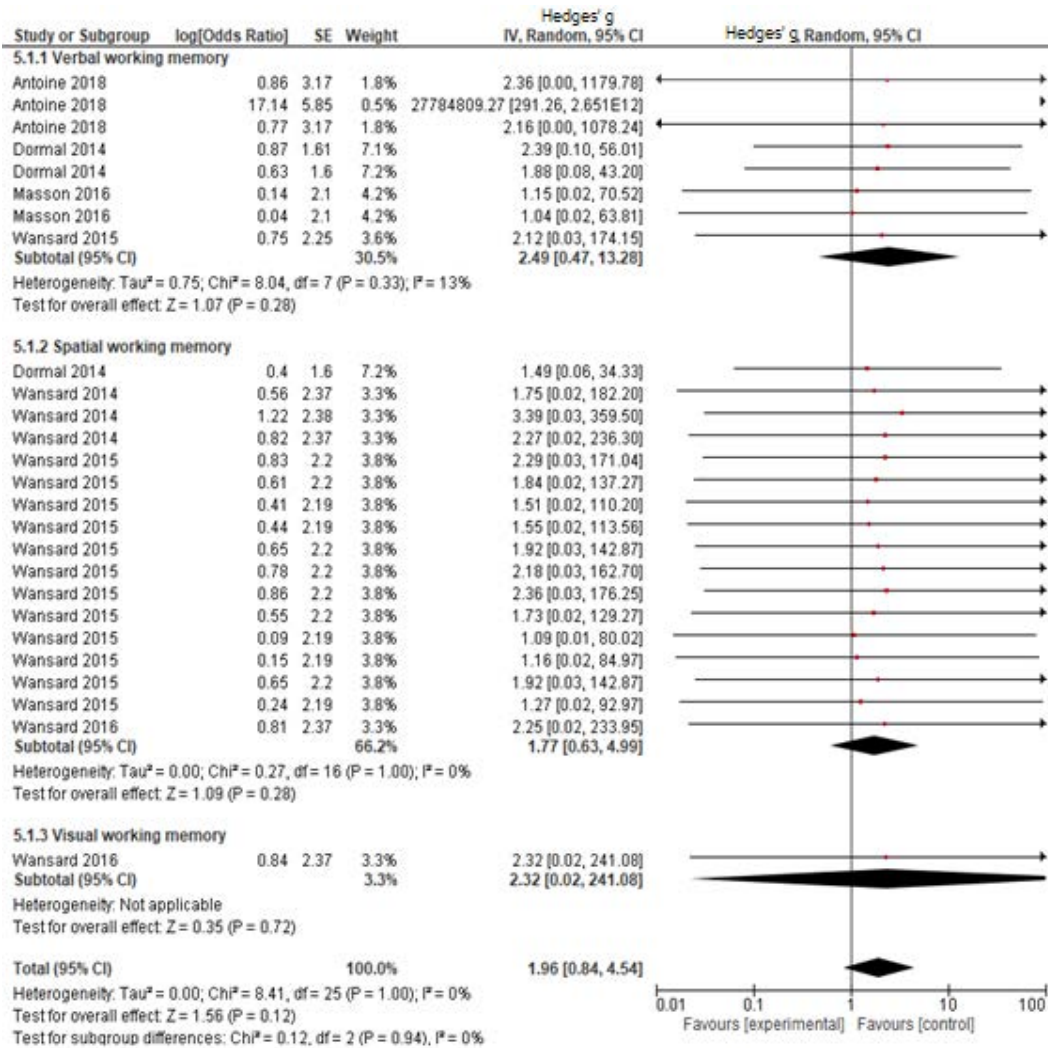 Hedges' g
Study or Subgroup log[Odds Ratio] SE Weight IV, Random, 95% CI Hedges' g, Random, 95% CI
5.1.1 Verbal working memory
Antoine 2018 0.86 3.17 1.8% 2.36 [0.00, 1179.78]
Antoine 2018 17.14 5.85 0.5% 27784809.27 [291.26, 2.651E12]
Antoine 2018 0.77 3.17 1.8% 2.16 [0.00, 1078.24]
Dormal 2014 0.87 1.61 7.1% 2.39 [0.10, 56.01]
Dormal 2014 0.63 1.6 7.2% 1.88 [0.08, 43.20]
Masson 2016 0.14 2.1 4.2% 1.15 [0.02, 70.52]
Masson 2016 0.04 2.1 4.2% 1.04 [0.02, 63.81]
Wansard 2015 0.75 2.25 3.6% 2.12 [0.03, 174.15]
Subtotal (95% CI) 30.5% 2.49 [0.47, 13.28]
Heterogeneity: Tau² = 0.75; Chi² = 8.04, df = 7 (P = 0.33); I² = 13%
Test for overall effect: Z = 1.07 (P = 0.28)
5.1.2 Spatial working memory
Dormal 2014 0.4 1.6 7.2% 1.49 [0.06, 34.33]
Wansard 2014 0.56 2.37 3.3% 1.75 [0.02, 182.20]
Wansard 2014 1.22 2.38 3.3% 3.39 [0.03, 359.50]
Wansard 2014 0.82 2.37 3.3% 2.27 [0.02, 236.30]
Wansard 2015 0.83 2.2 3.8% 2.29 [0.03, 171.04]
Wansard 2015 0.61 2.2 3.8% 1.84 [0.02, 137.27]
Wansard 2015 0.41 2.19 3.8% 1.51 [0.02, 110.20]
Wansard 2015 0.44 2.19 3.8% 1.55 [0.02, 113.56]
Wansard 2015 0.65 2.2 3.8% 1.92 [0.03, 142.87]
Wansard 2015 0.78 2.2 3.8% 2.18 [0.03, 162.70]
Wansard 2015 0.86 2.2 3.8% 2.36 [0.03, 176.25]
Wansard 2015 0.55 2.2 3.8% 1.73 [0.02, 129.27]
Wansard 2015 0.09 2.19 3.8% 1.09 [0.01, 80.02]
Wansard 2015 0.15 2.19 3.8% 1.16 [0.02, 84.97]
Wansard 2015 0.65 2.2 3.8% 1.92 [0.03, 142.87]
Wansard 2015 0.24 2.19 3.8% 1.27 [0.02, 92.97]
Wansard 2016 0.81 2.37 3.3% 2.25 [0.02, 233.95]
Subtotal (95% CI) 66.2% 1.77 [0.63, 4.99]
Heterogeneity: Tau² = 0.00; Chi² = 0.27, df = 16 (P = 1.00); I² = 0%
Test for overall effect: Z = 1.09 (P = 0.28)
5.1.3 Visual working memory
Wansard 2016 0.84 2.37 3.3% 2.32 [0.02, 241.08]
Subtotal (95% CI) 3.3% 2.32 [0.02, 241.08]
Heterogeneity: Not applicable
Test for overall effect: Z = 0.35 (P = 0.72)
Total (95% CI) 100.0% 1.96 [0.84, 4.54]
Heterogeneity: Tau² = 0.00; Chi² = 8.41, df = 25 (P = 1.00); I² = 0%
0.01 0.1 1 10 100
Test for overall effect: Z = 1.56 (P = 0.12)
Favours [experimental] Favours [control]
Test for subgroup differences: Chi² = 0.12, df = 2 (P = 0.94), I² = 0%